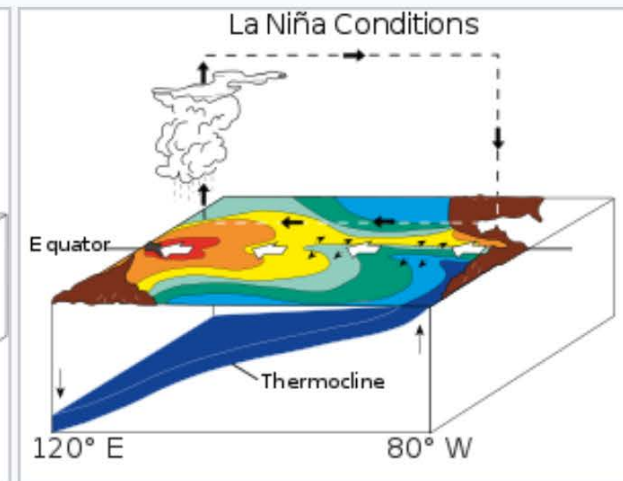 La Niña Conditions
Equator
Thermocline
120° E
80° W